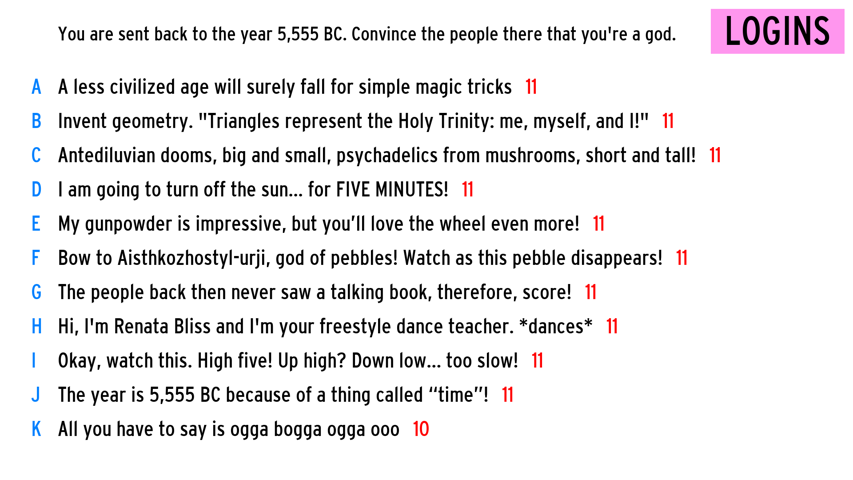 You are sent back to the year 5,555 BC. Convince the people there that you're a god.
LOGINS
A A less civilized age will surely fall for simple magic tricks 11
B Invent geometry. "Triangles represent the Holy Trinity: me, myself, and I!" 11
C Antediluvian dooms, big and small, psychadelics from mushrooms, short and tall! 11
D I am going to turn off the sun... for FIVE MINUTES! 11
E My gunpowder is impressive, but you’ll love the wheel even more! 11
F Bow to Aisthkozhostyl-urji, god of pebbles! Watch as this pebble disappears! 11
G The people back then never saw a talking book, therefore, score! 11
H Hi, I'm Renata Bliss and I'm your freestyle dance teacher. *dances* 11
I Okay, watch this. High five! Up high? Down low... too slow! 11
J The year is 5,555 BC because of a thing called “time”! 11
K All you have to say is ogga bogga ogga ooo 10